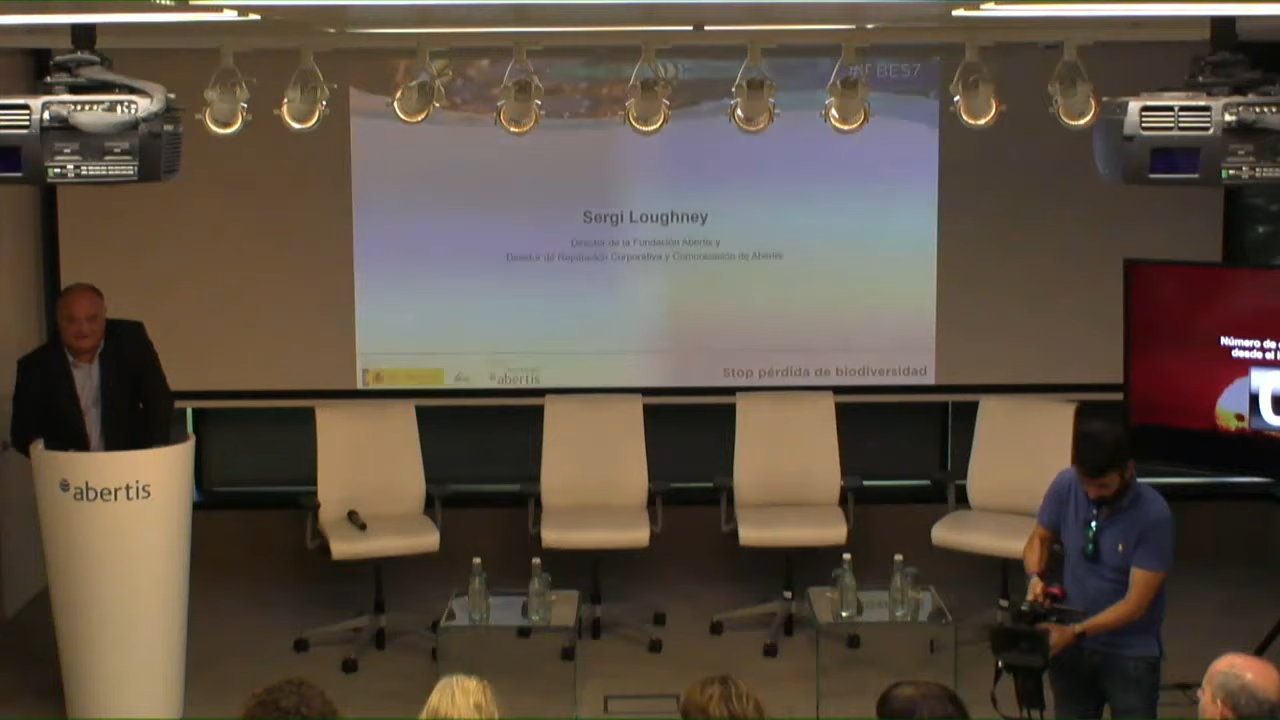 BES7
Sergi Loughney
Director de la Fundación Abertis y
Director de Reputación Corporativa y Comunicación de Abertis
abertis
Stop pérdida de biodiversidad
abertis
Número de
desde el